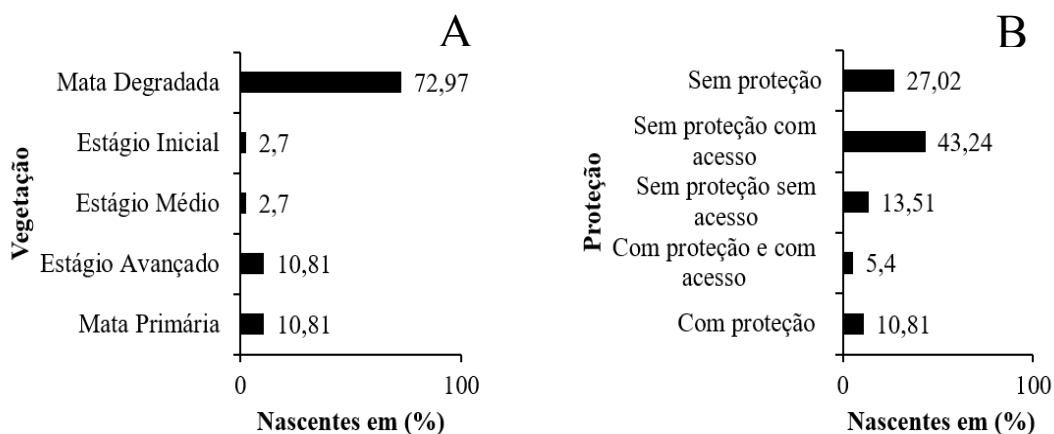 A
Vegetação
Mata Degradada
72,97
Estágio Inicial
2,7
Estágio Médio
2,7
Estágio Avançado
10,81
Mata Primária
10,81
0
100
Nascentes em (%)
B
Proteção
Sem proteção
27,02
Sem proteção com
acesso
43,24
Sem proteção sem
acesso
13,51
Com proteção e com
acesso
5,4
Com proteção
10,81
0
100
Nascentes em (%)